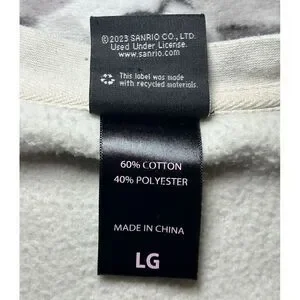 ©2023 SANRIO CO., LTD.
Used Under License.
www.sanrio.com
This label was made
with recycled materials.
60% COTTON
40% POLYESTER
MADE IN CHINA
LG